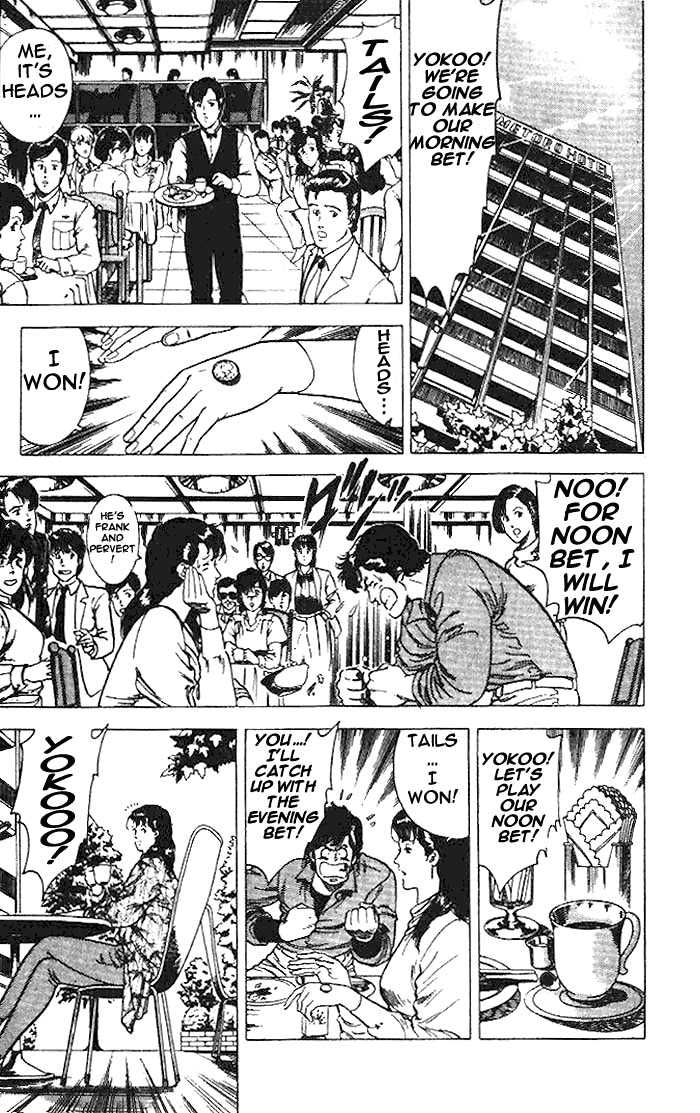 YOKOO!
WE'RE
GOING
TO MAKE
OUR
MORNING
BET!
METORO HOTEL
TAILS!
ME,
IT'S
HEADS
...
HEADS...
I
WON!
NOO!
FOR
NOON
BET, I
WILL
WIN!
HE'S
FRANK
AND
PERVERT
!
YOKOO!
LET'S
PLAY
OUR
NOON
BET!
TAILS
...
I
WON!
YOU...!
I'LL
CATCH
UP WITH
THE
EVENING
BET!
YOKOOO!